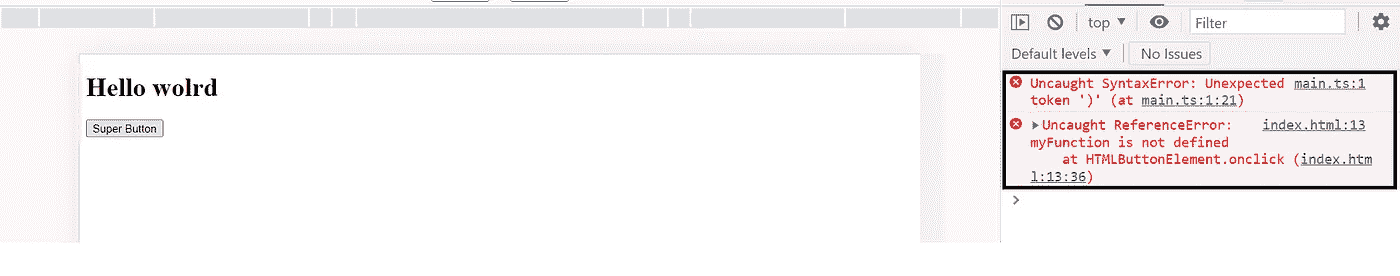 top ▼
Filter
Default levels ▼
No Issues
Hello wolrd
Super Button
Uncaught SyntaxError: Unexpected main.ts:1
token ')' (at main.ts:1:21)
▶Uncaught ReferenceError: index.html:13
myFunction is not defined
at HTMLButtonElement.onclick (index.htm
l:13:36)
>